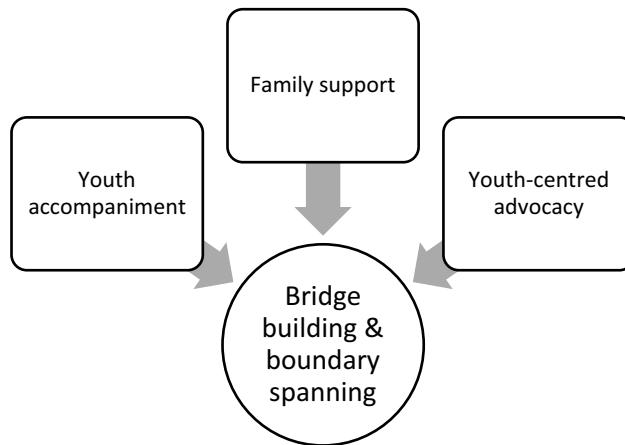 Family support
Youth
accompaniment
Youth-centred
advocacy
Bridge
building &
boundary
spanning